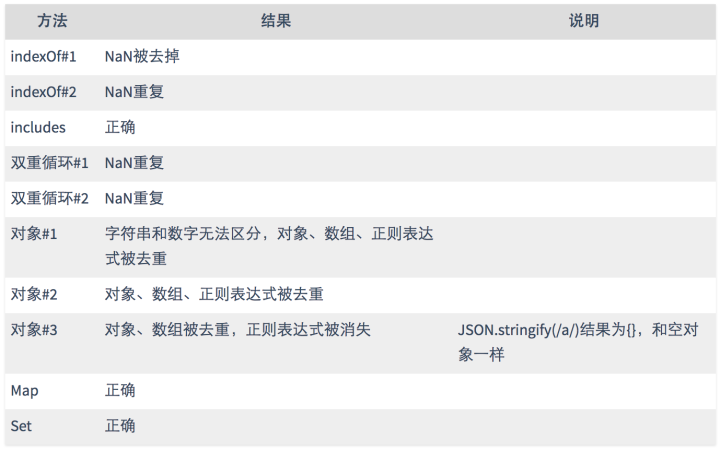 方法 结果 说明
indexOf#1 NaN被去掉
indexOf#2 NaN重复
includes 正确
双重循环#1 NaN重复
双重循环#2 NaN重复
对象#1 字符串和数字无法区分，对象、数组、正则表达
式被去重
对象#2 对象、数组、正则表达式被去重
对象#3 对象、数组被去重，正则表达式被消失 JSON.stringify(/a/)结果为{}，和空对
象一样
Map 正确
Set 正确